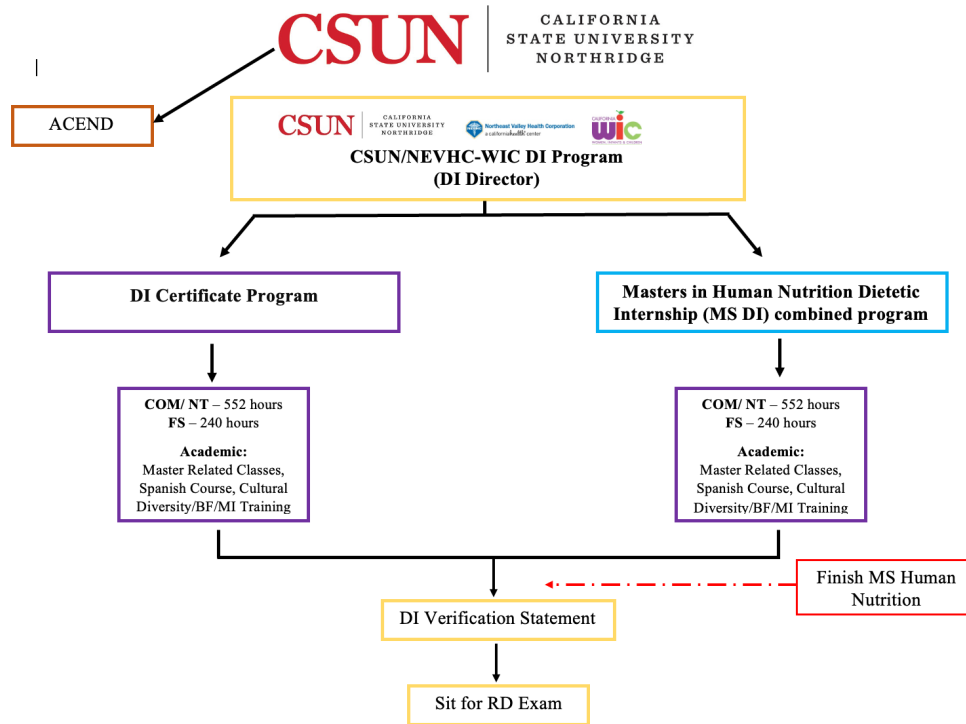 CSUN
CALIFORNIA
STATE UNIVERSITY
NORTHRIDGE
ACEND
CSUN
CALIFORNIA
STATE UNIVERSITY
NORTHRIDGE
Northeast Valley Health Corporation
a californiahealth center
CALIFORNIA
WIC
WOMEN, INFANTS & CHILDREN
CSUN/NEVHC-WIC DI Program
(DI Director)
DI Certificate Program
Masters in Human Nutrition Dietetic
Internship (MS DI) combined program
COM/ NT – 552 hours
FS – 240 hours
Academic:
Master Related Classes,
Spanish Course, Cultural
Diversity/BF/MI Training
COM/ NT – 552 hours
FS – 240 hours
Academic:
Master Related Classes,
Spanish Course, Cultural
Diversity/BF/MI Training
Finish MS Human
Nutrition
DI Verification Statement
Sit for RD Exam